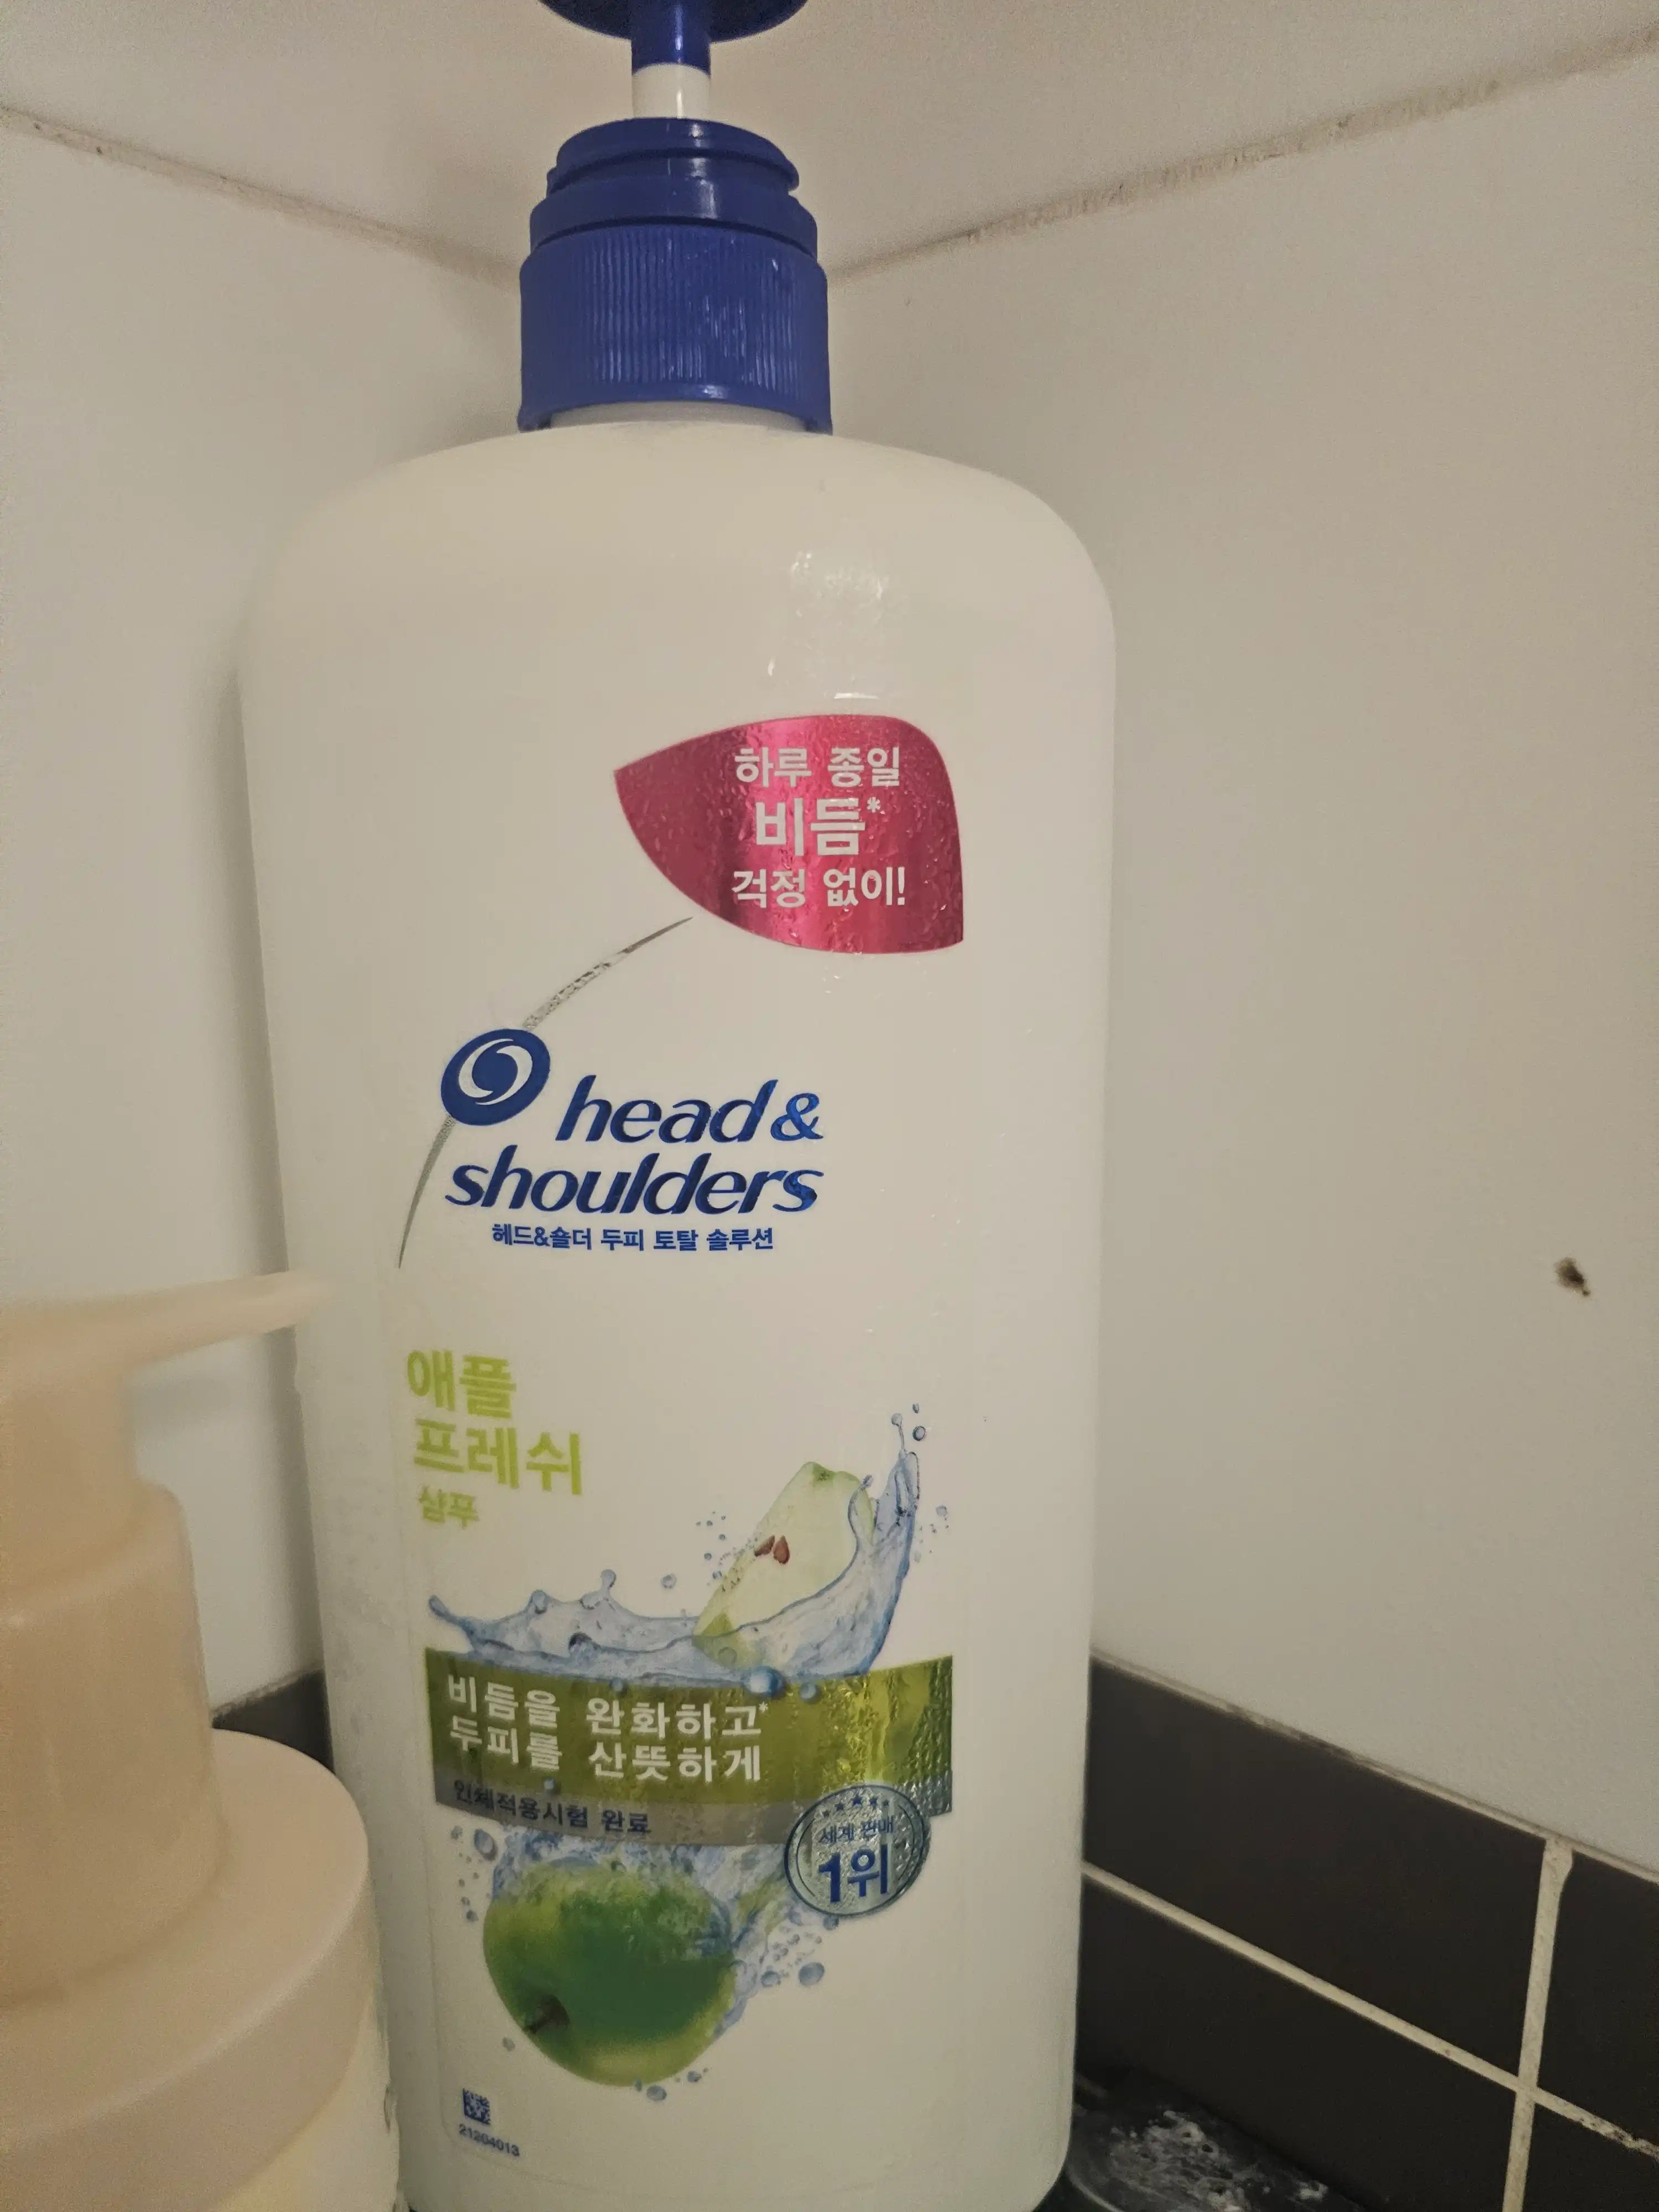 하루 종일
비듬*
걱정 없이!
head &
shoulders
헤드&숄더 두피 토탈 솔루션
애플
프레쉬
샴푸
비듬을 완화하고*
두피를 산뜻하게
인체적용시험 완료
세계 판매
1위
21204013